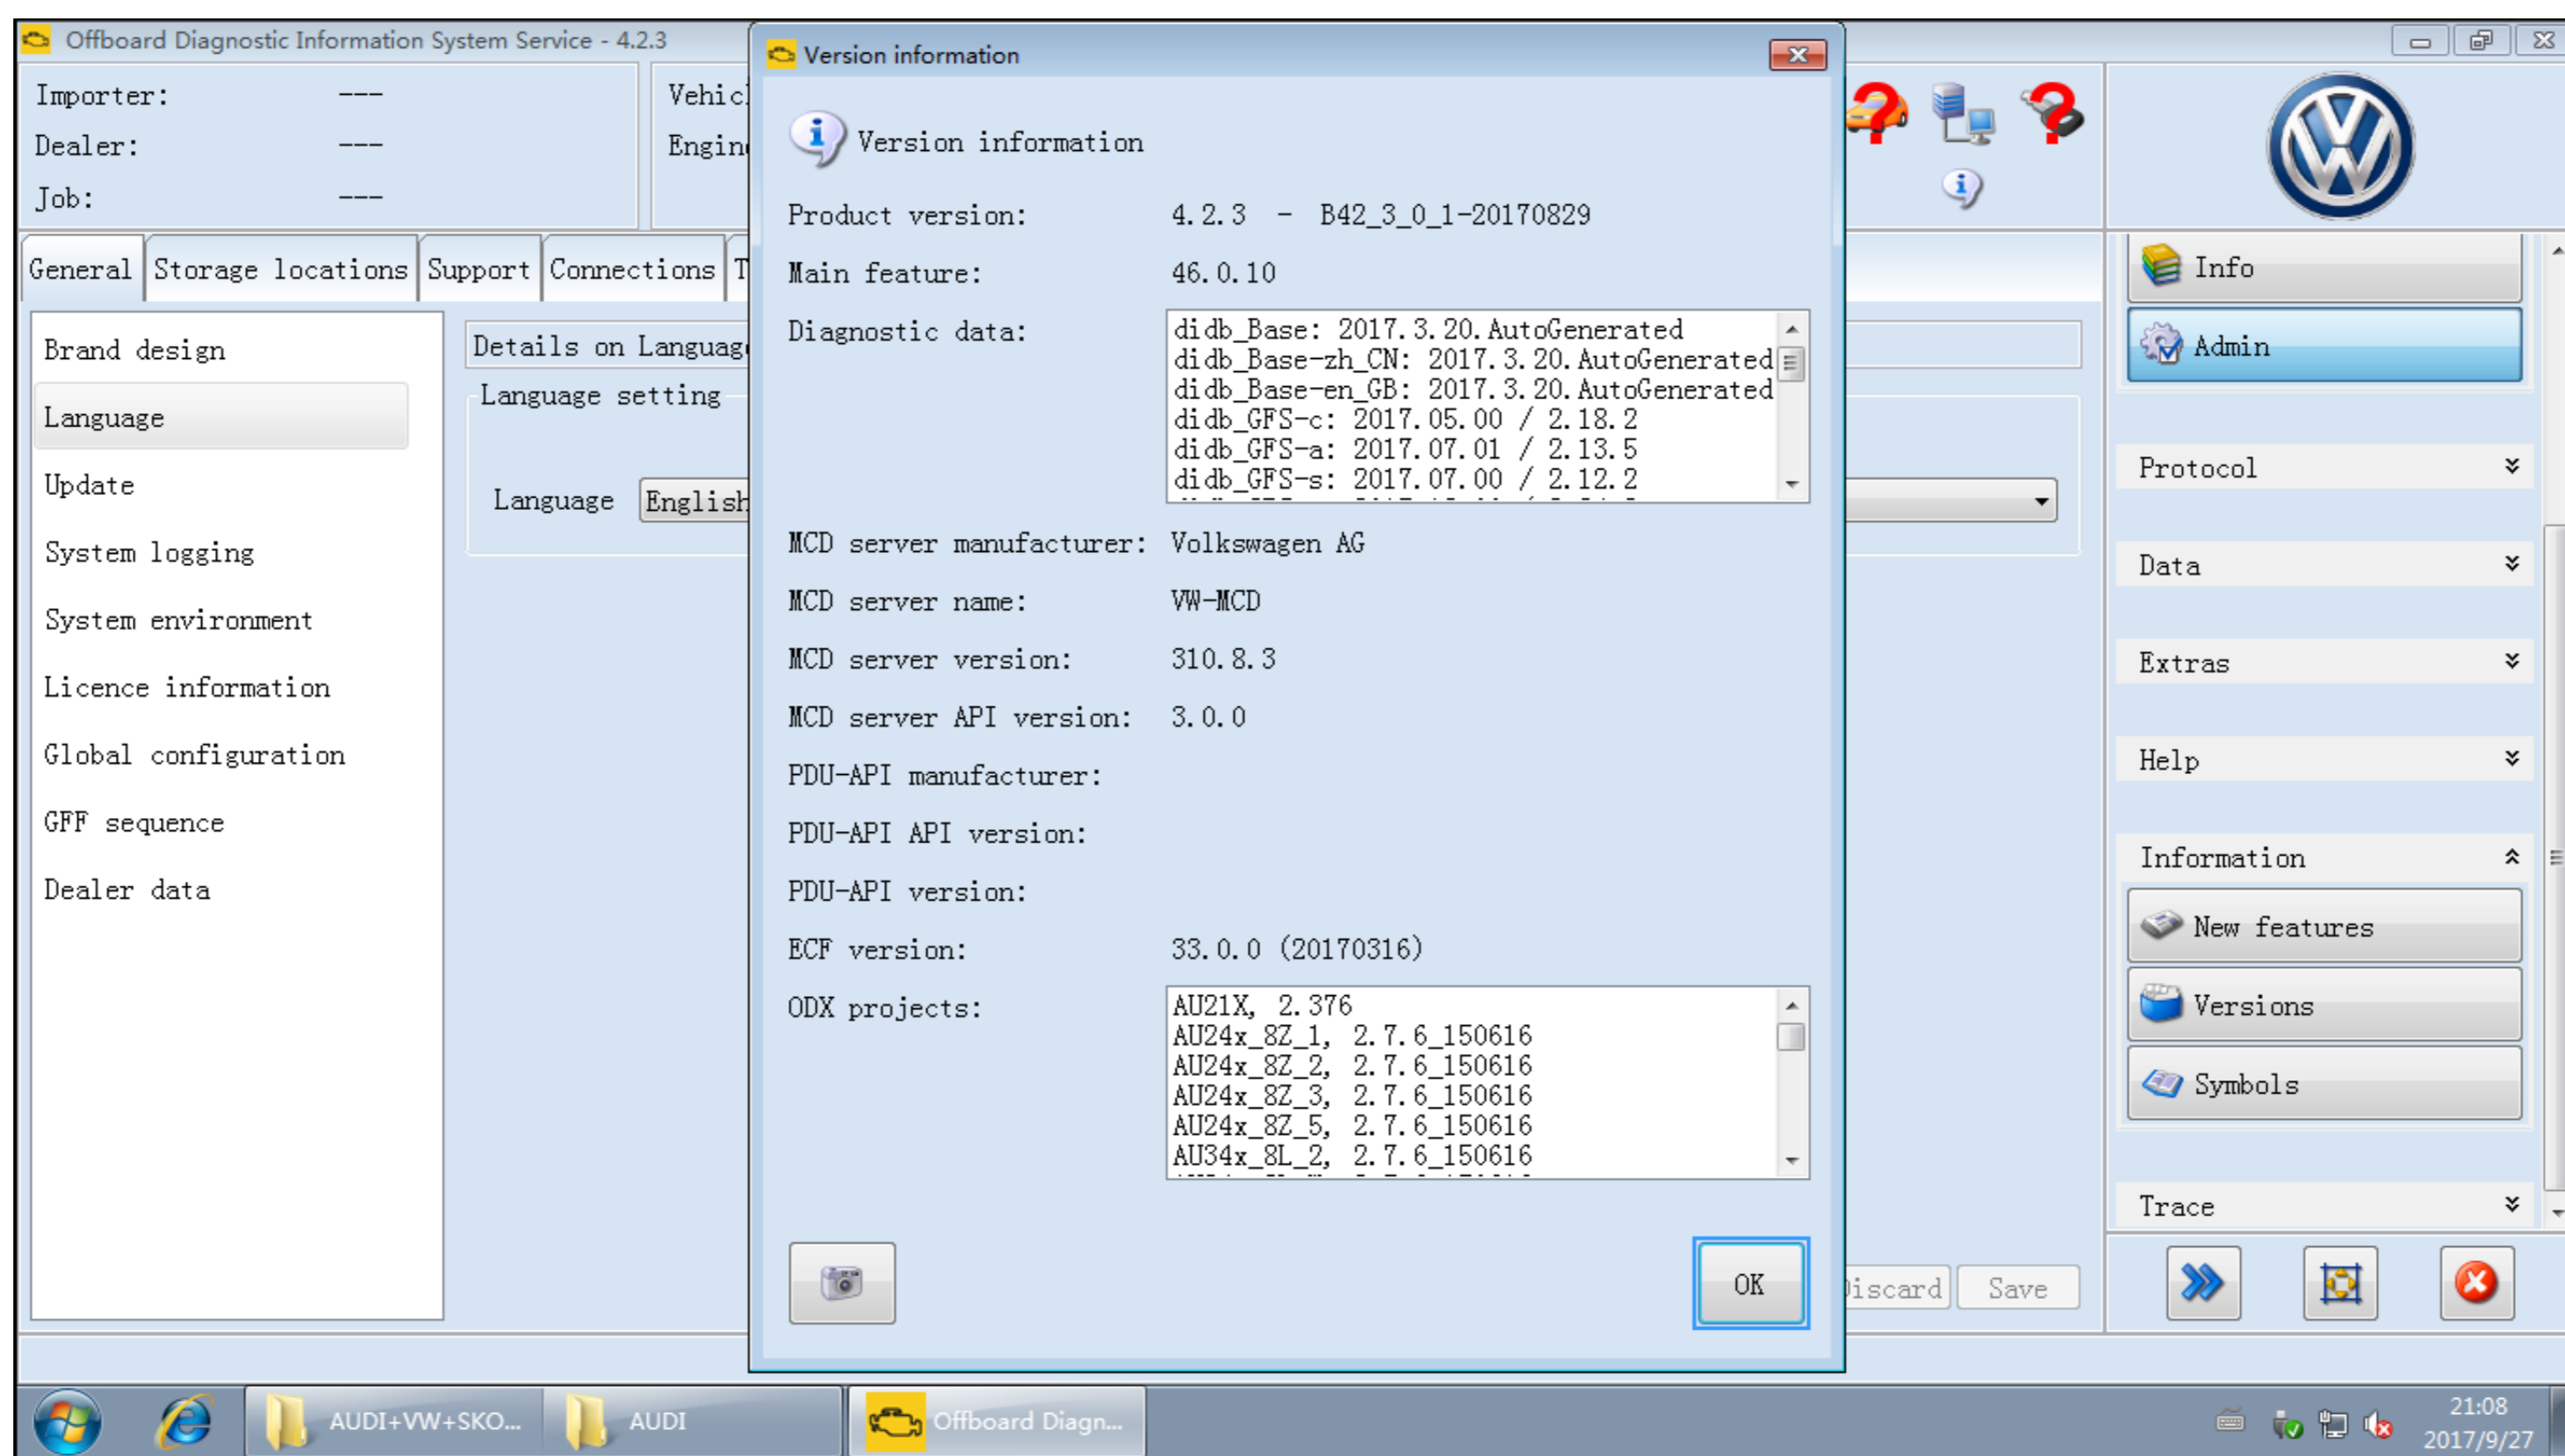 Offboard Diagnostic Information System Service - 4.2.3
Importer: ---
Dealer: ---
Job: ---
General
Storage locations
Support
Connections
Brand design
Language
Update
System logging
System environment
Licence information
Global configuration
GFF sequence
Dealer data
Details on
Language setting
Language English
Version information
Version information
Product version: 4.2.3 - B42_3_0_1-20170829
Main feature: 46.0.10
Diagnostic data:
didb_Base: 2017.3.20.AutoGenerated
didb_Base-zh_CN: 2017.3.20.AutoGenerated
didb_Base-en_GB: 2017.3.20.AutoGenerated
didb_GFS-c: 2017.05.00 / 2.18.2
didb_GFS-a: 2017.07.01 / 2.13.5
didb_GFS-s: 2017.07.00 / 2.12.2
MCD server manufacturer: Volkswagen AG
MCD server name: VW-MCD
MCD server version: 310.8.3
MCD server API version: 3.0.0
PDU-API manufacturer:
PDU-API API version:
PDU-API version:
ECF version: 33.0.0 (20170316)
ODX projects:
AU21X, 2.376
AU24x_8Z_1, 2.7.6_150616
AU24x_8Z_2, 2.7.6_150616
AU24x_8Z_3, 2.7.6_150616
AU24x_8Z_5, 2.7.6_150616
AU34x_8L_2, 2.7.6_150616
OK
Save
Info
Admin
Protocol
Data
Extras
Help
Information
New features
Versions
Symbols
Trace
AUDI+VW+SKO...
AUDI
Offboard Diagn...
21:08
2017/9/27